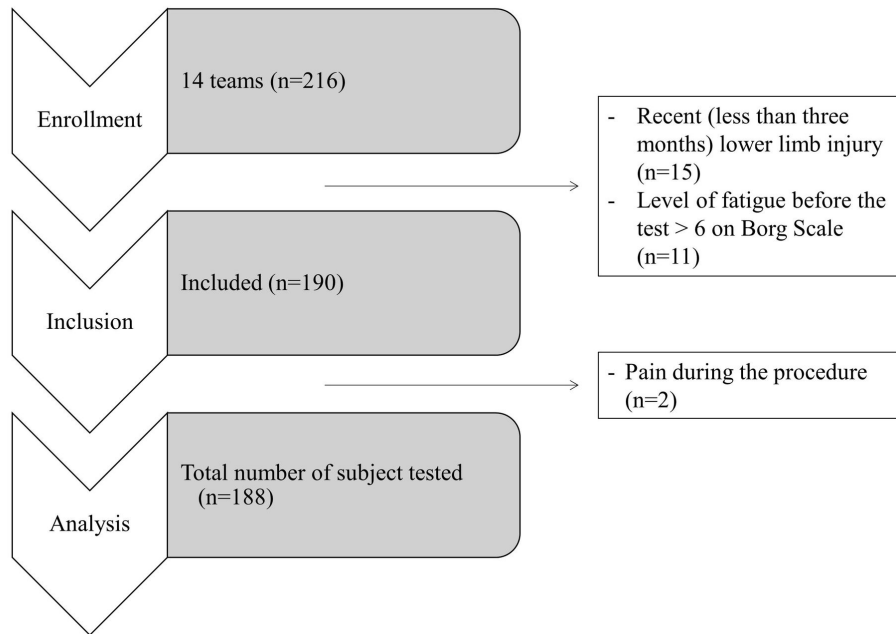 14 teams (n=216)
Enrollment
- Recent (less than three
months) lower limb injury
(n=15)
- Level of fatigue before the
test > 6 on Borg Scale
(n=11)
Included (n=190)
Inclusion
- Pain during the procedure
(n=2)
Total number of subject tested
(n=188)
Analysis